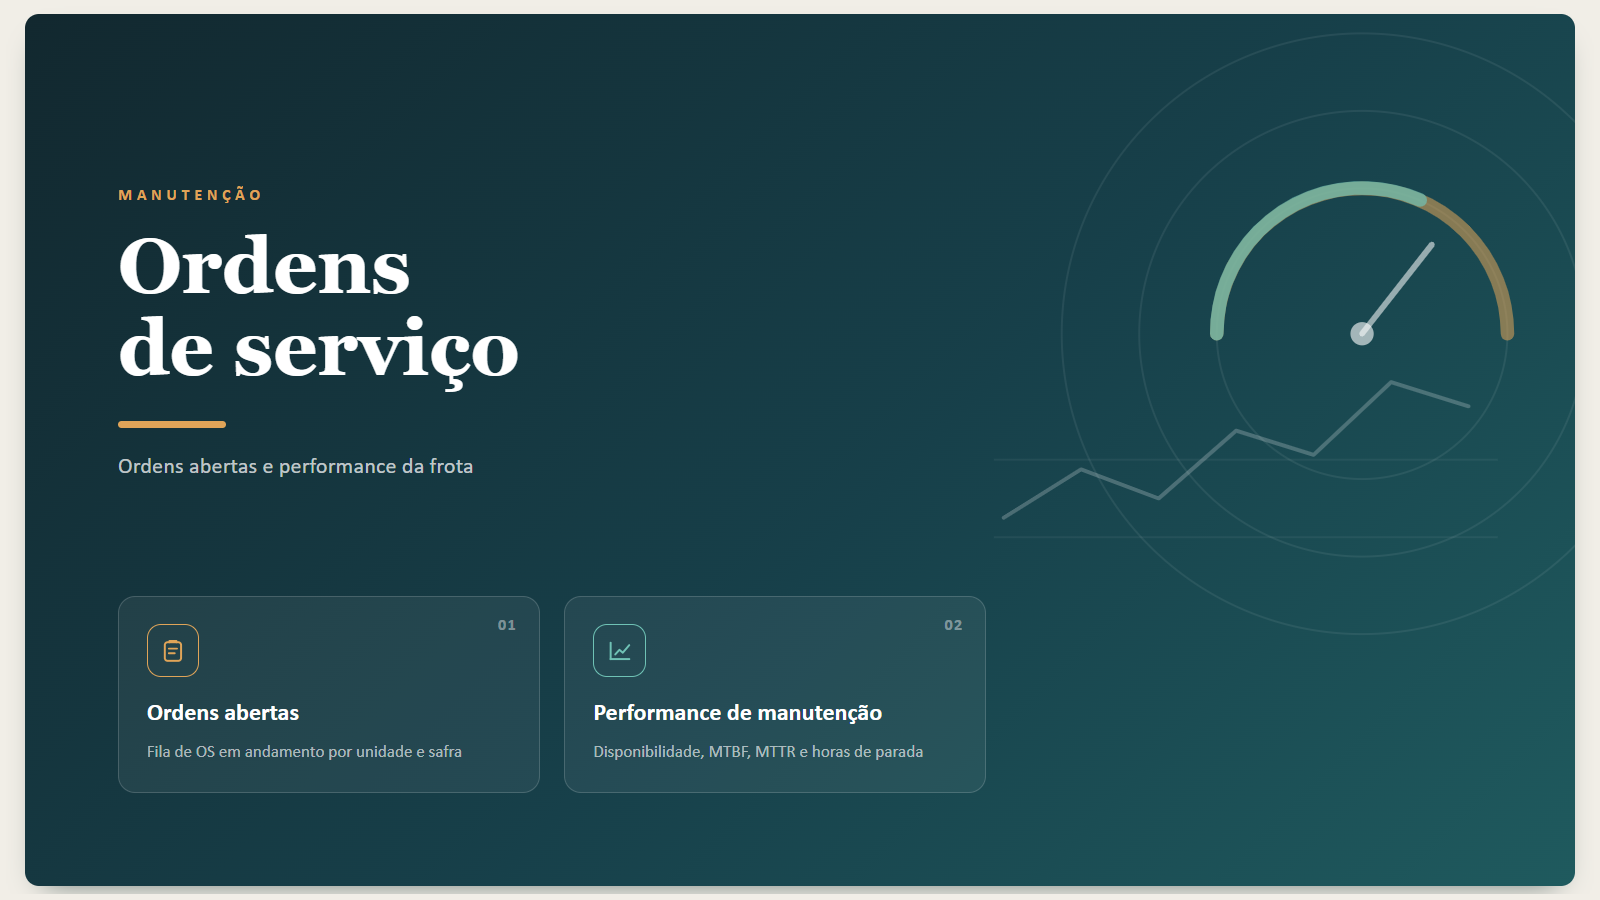 MANUTENÇÃO
Ordens
de serviço
Ordens abertas e performance da frota
01
Ordens abertas
Fila de OS em andamento por unidade e safra
02
Performance de manutenção
Disponibilidade, MTBF, MTTR e horas de parada